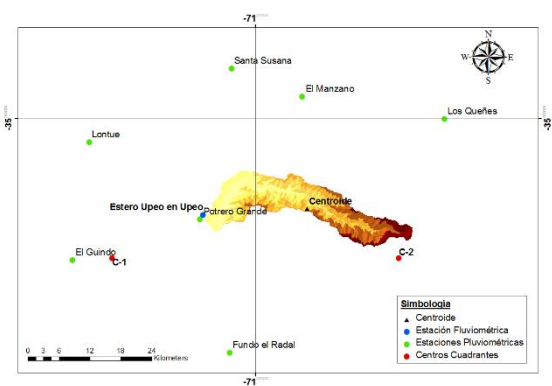 -71
N
W E
S
Santa Susana
El Manzano
Los Queñes
-35
-35
Lontue
Estero Upeo en Upeo
Potrero Grande
Centroide
El Guindo
C-1
C-2
Fundo el Radal
0 3 6 12 18 24
Kilometers
Simbología
Centroide
Estación Fluviométrica
Estaciones Pluviométricas
Centros Cuadrantes
-71